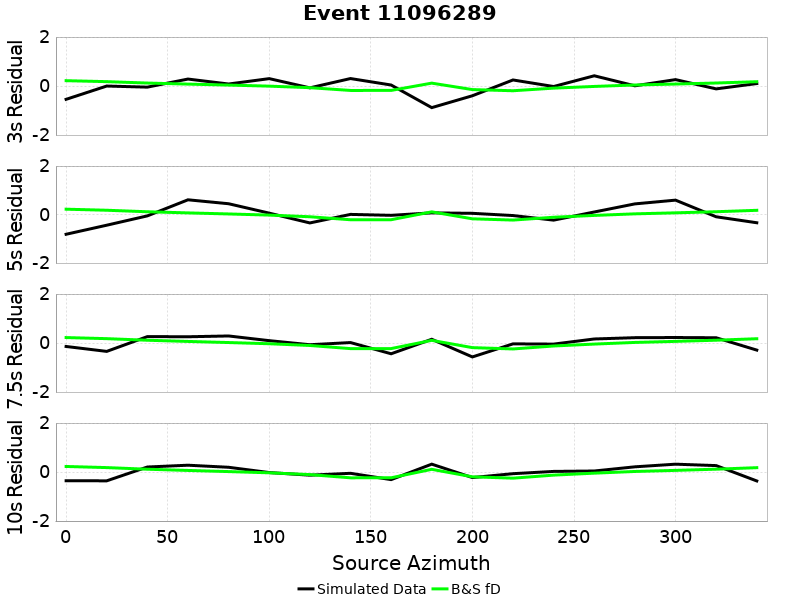 Event 11096289
3s Residual
2
0
-2
5s Residual
2
0
-2
7.5s Residual
2
0
-2
10s Residual
2
0
-2
0 50 100 150 200 250 300
Source Azimuth
Simulated Data B&S fD